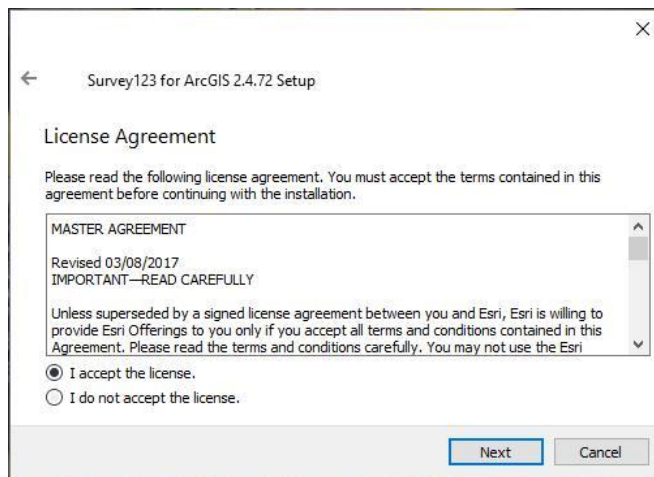 Survey123 for ArcGIS 2.4.72 Setup
License Agreement
Please read the following license agreement. You must accept the terms contained in this
agreement before continuing with the installation.
MASTER AGREEMENT
Revised 03/08/2017
IMPORTANT—READ CAREFULLY
Unless superseded by a signed license agreement between you and Esri, Esri is willing to
provide Esri Offerings to you only if you accept all terms and conditions contained in this
Agreement. Please read the terms and conditions carefully. You may not use the Esri
I accept the license.
I do not accept the license.
Next Cancel